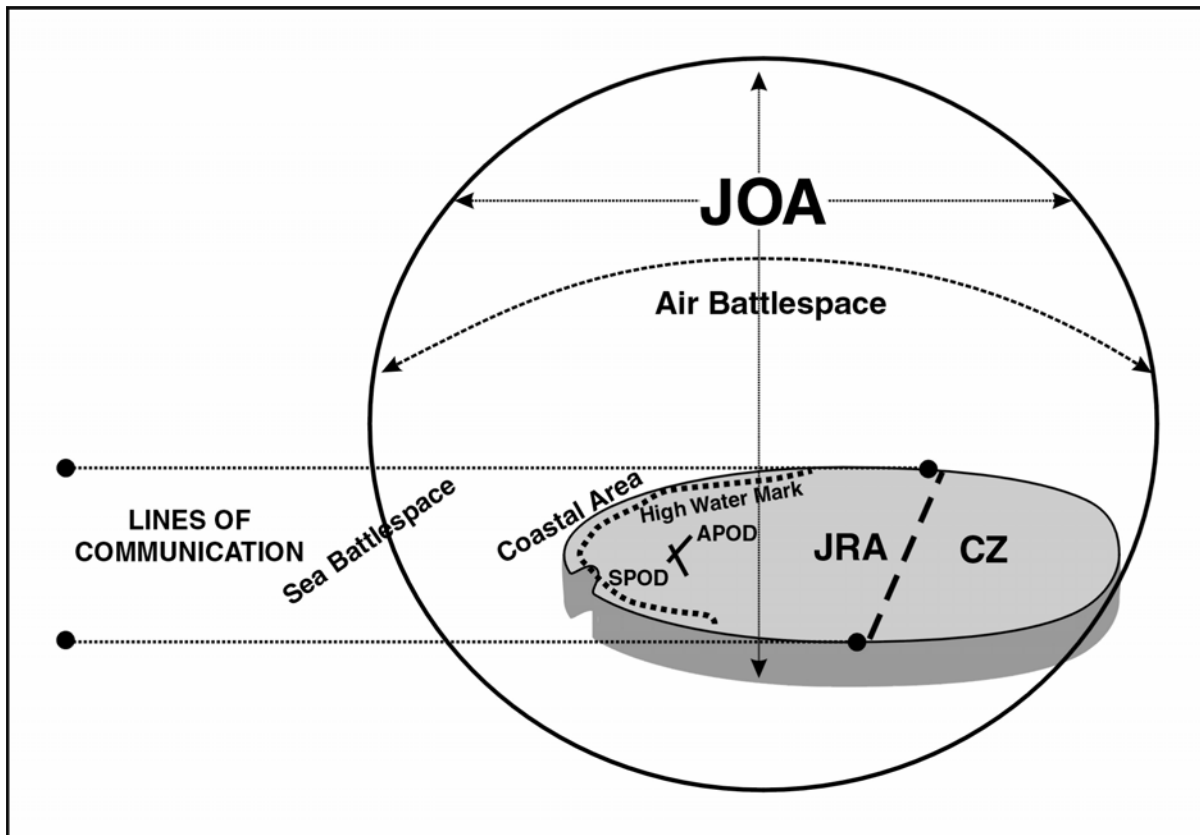 JOA
Air Battlespace
LINES OF
COMMUNICATION
Sea Battlespace
Coastal Area
High Water Mark
APOD
SPOD
JRA
CZ